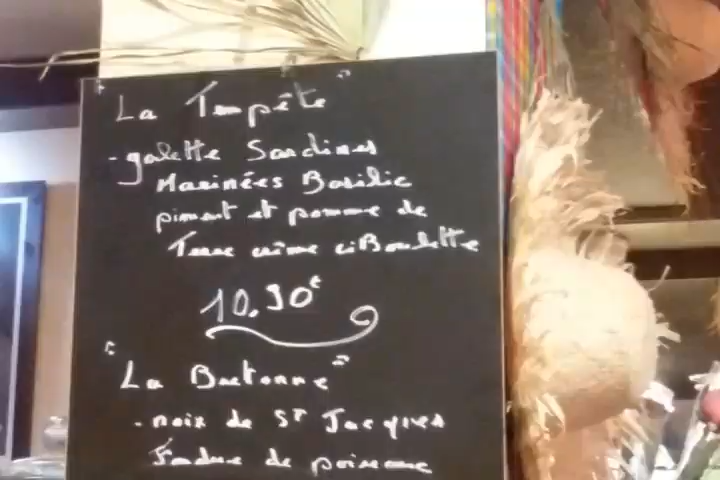 "La Tempête"
- galette Sardines
Marinées Basilic
piment et pomme de
Terre crème ciBoulette
10.90€
"La Bretonne"
- noix de St Jacques
Fondue de poireaux